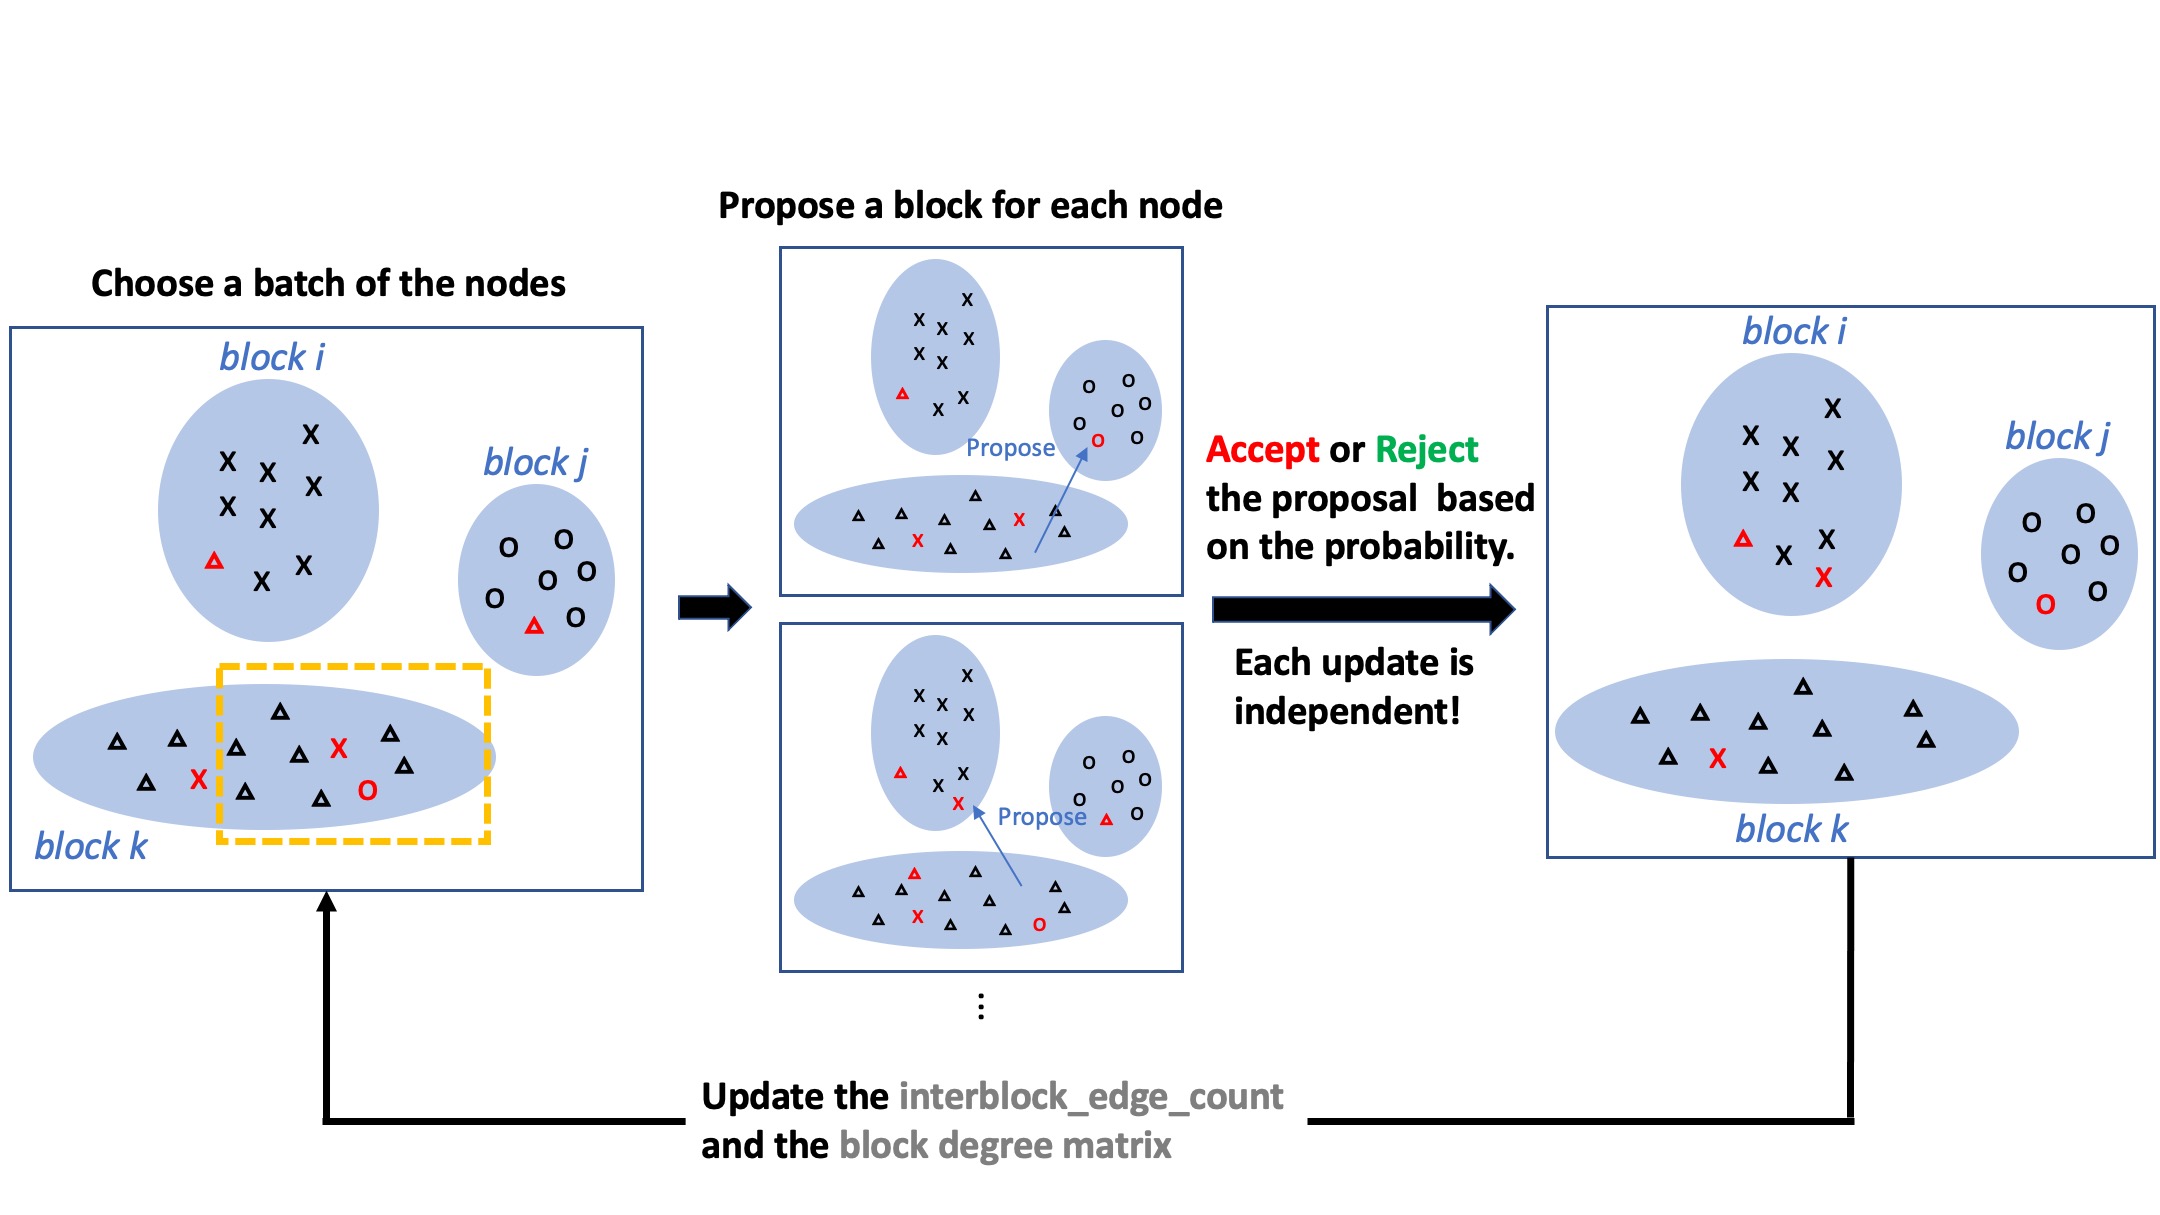 Propose a block for each node
Choose a batch of the nodes
block i
block j
block k
Propose
Propose
⋮
Accept or Reject
the proposal  based
on the probability.
Each update is
independent!
block i
block j
block k
Update the interblock_edge_count
and the block degree matrix